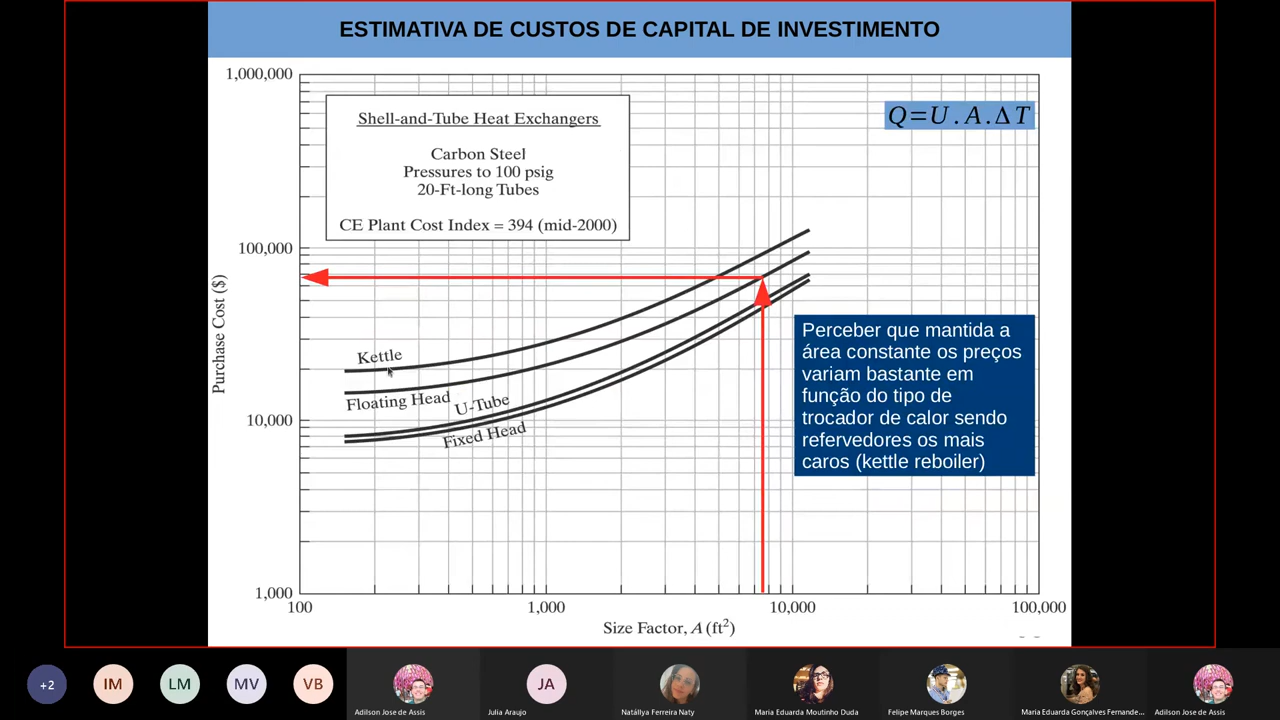 ESTIMATIVA DE CUSTOS DE CAPITAL DE INVESTIMENTO
1,000,000
Shell-and-Tube Heat Exchangers
Carbon Steel
Pressures to 100 psig
20-Ft-long Tubes
CE Plant Cost Index = 394 (mid-2000)
Q=U.A.ΔT
100,000
Purchase Cost ($)
Kettle
Floating Head
U-Tube
Fixed Head
Perceber que mantida a
área constante os preços
variam bastante em
função do tipo de
trocador de calor sendo
refervedores os mais
caros (kettle reboiler)
10,000
1,000
100
1,000
10,000
100,000
Size Factor, A (ft²)
+2
IM
LM
MV
VB
JA
Adilson Jose de Assis
Julia Araujo
Natállya Ferreira Naty
Maria Eduarda Moutinho Duda
Felipe Marques Borges
Maria Eduarda Gonçalves Fernande...
Adilson Jose de Assis